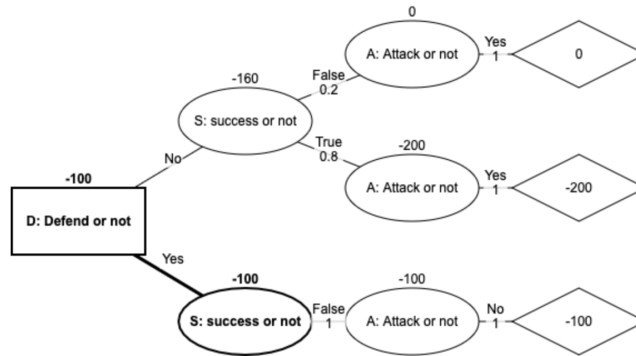 0
A: Attack or not
Yes
1
0
-160
False
0.2
S: success or not
True
0.8
-200
A: Attack or not
Yes
1
-200
No
-100
D: Defend or not
Yes
-100
S: success or not
False
1
-100
A: Attack or not
No
1
-100